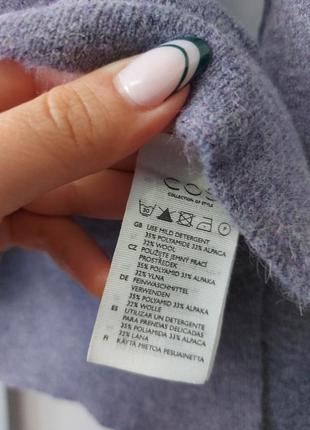 COS
COLLECTION OF STYLE
30
P
GB USE MILD DETERGENT
35% POLYAMIDE 33% ALPACA
32% WOOL
CZ POUŽIJTE JEMNÝ PRACÍ
PROSTŘEDEK
35% POLYAMID 33% ALPAKA
32% VLNA
DE FEINWASCHMITTEL
VERWENDEN
35% POLYAMID 33% ALPAKA
32% WOLLE
ES UTILIZAR UN DETERGENTE
PARA PRENDAS DELICADAS
35% POLIAMIDA 33% ALPACA
32% LANA
FI KÄYTÄ MIETOA PESUAINETTA